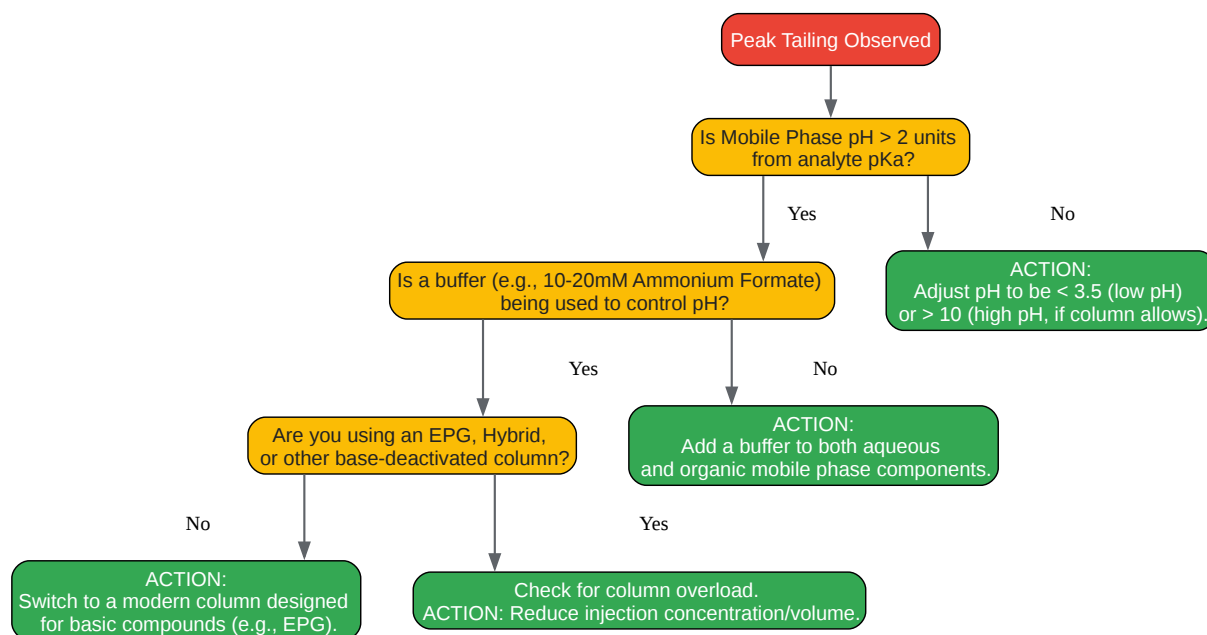 Peak Tailing Observed
Is Mobile Phase pH > 2 units
from analyte pKa?
Yes
No
Is a buffer (e.g., 10-20mM Ammonium Formate)
being used to control pH?
ACTION:
Adjust pH to be < 3.5 (low pH)
or > 10 (high pH, if column allows).
Yes
No
Are you using an EPG, Hybrid,
or other base-deactivated column?
ACTION:
Add a buffer to both aqueous
and organic mobile phase components.
No
Yes
ACTION:
Switch to a modern column designed
for basic compounds (e.g., EPG).
Check for column overload.
ACTION: Reduce injection concentration/volume.